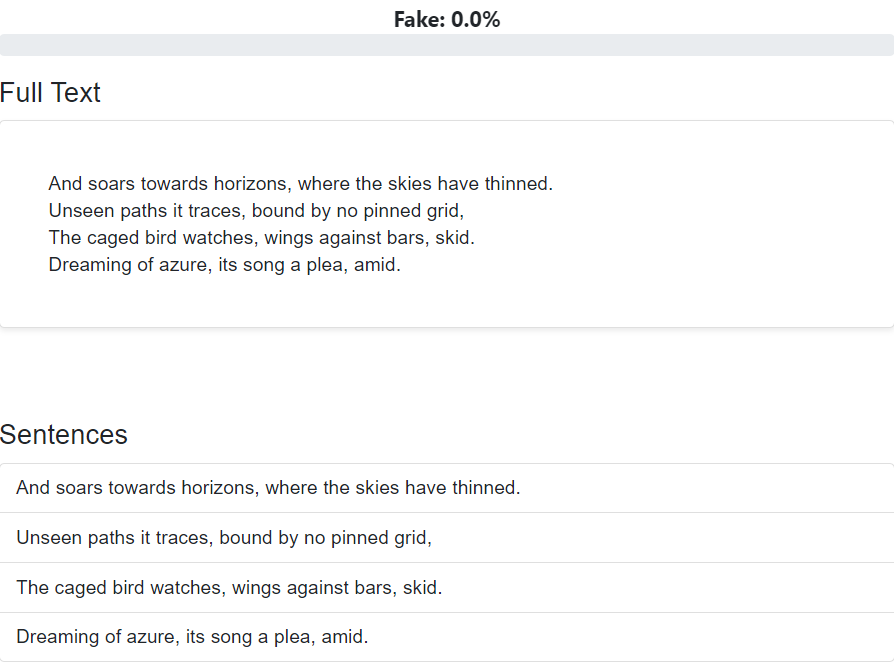 Fake: 0.0%
Full Text
And soars towards horizons, where the skies have thinned.
Unseen paths it traces, bound by no pinned grid,
The caged bird watches, wings against bars, skid.
Dreaming of azure, its song a plea, amid.
Sentences
And soars towards horizons, where the skies have thinned.
Unseen paths it traces, bound by no pinned grid,
The caged bird watches, wings against bars, skid.
Dreaming of azure, its song a plea, amid.